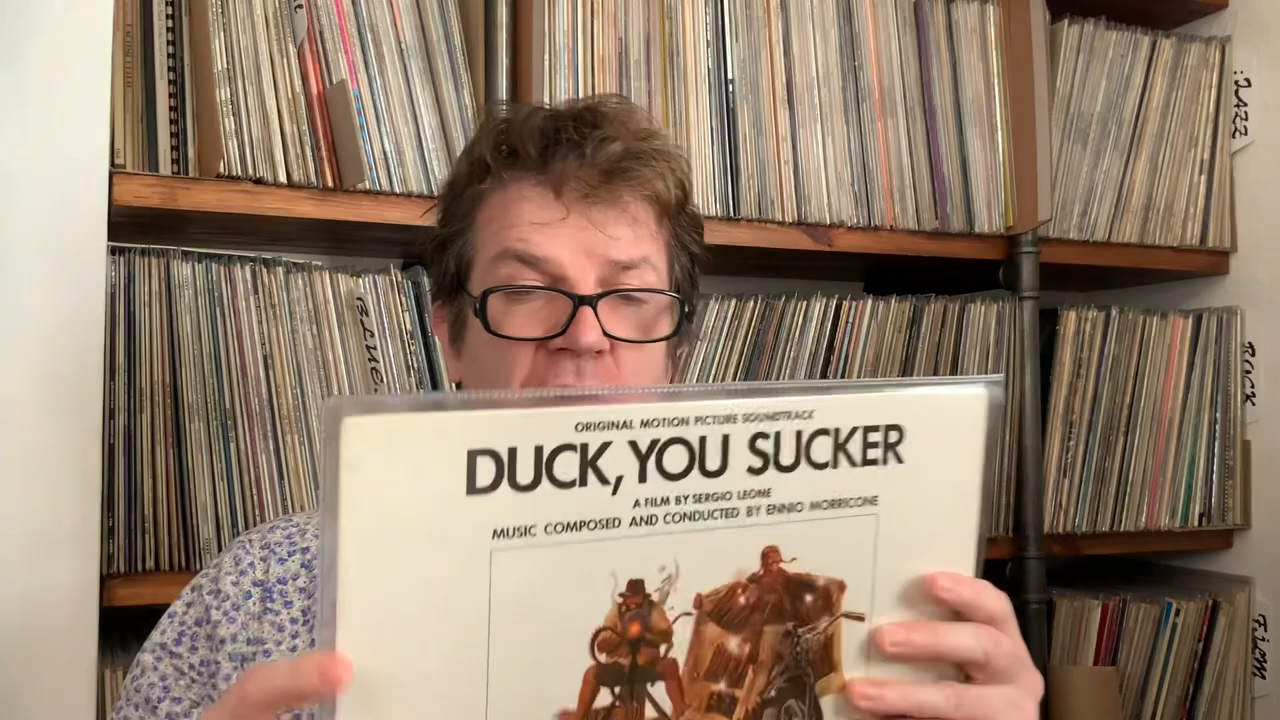 :JAZZ
BLUES
ROCK
ORIGINAL MOTION PICTURE SOUNDTRACK
DUCK, YOU SUCKER
A FILM BY SERGIO LEONE
MUSIC COMPOSED AND CONDUCTED BY ENNIO MORRICONE